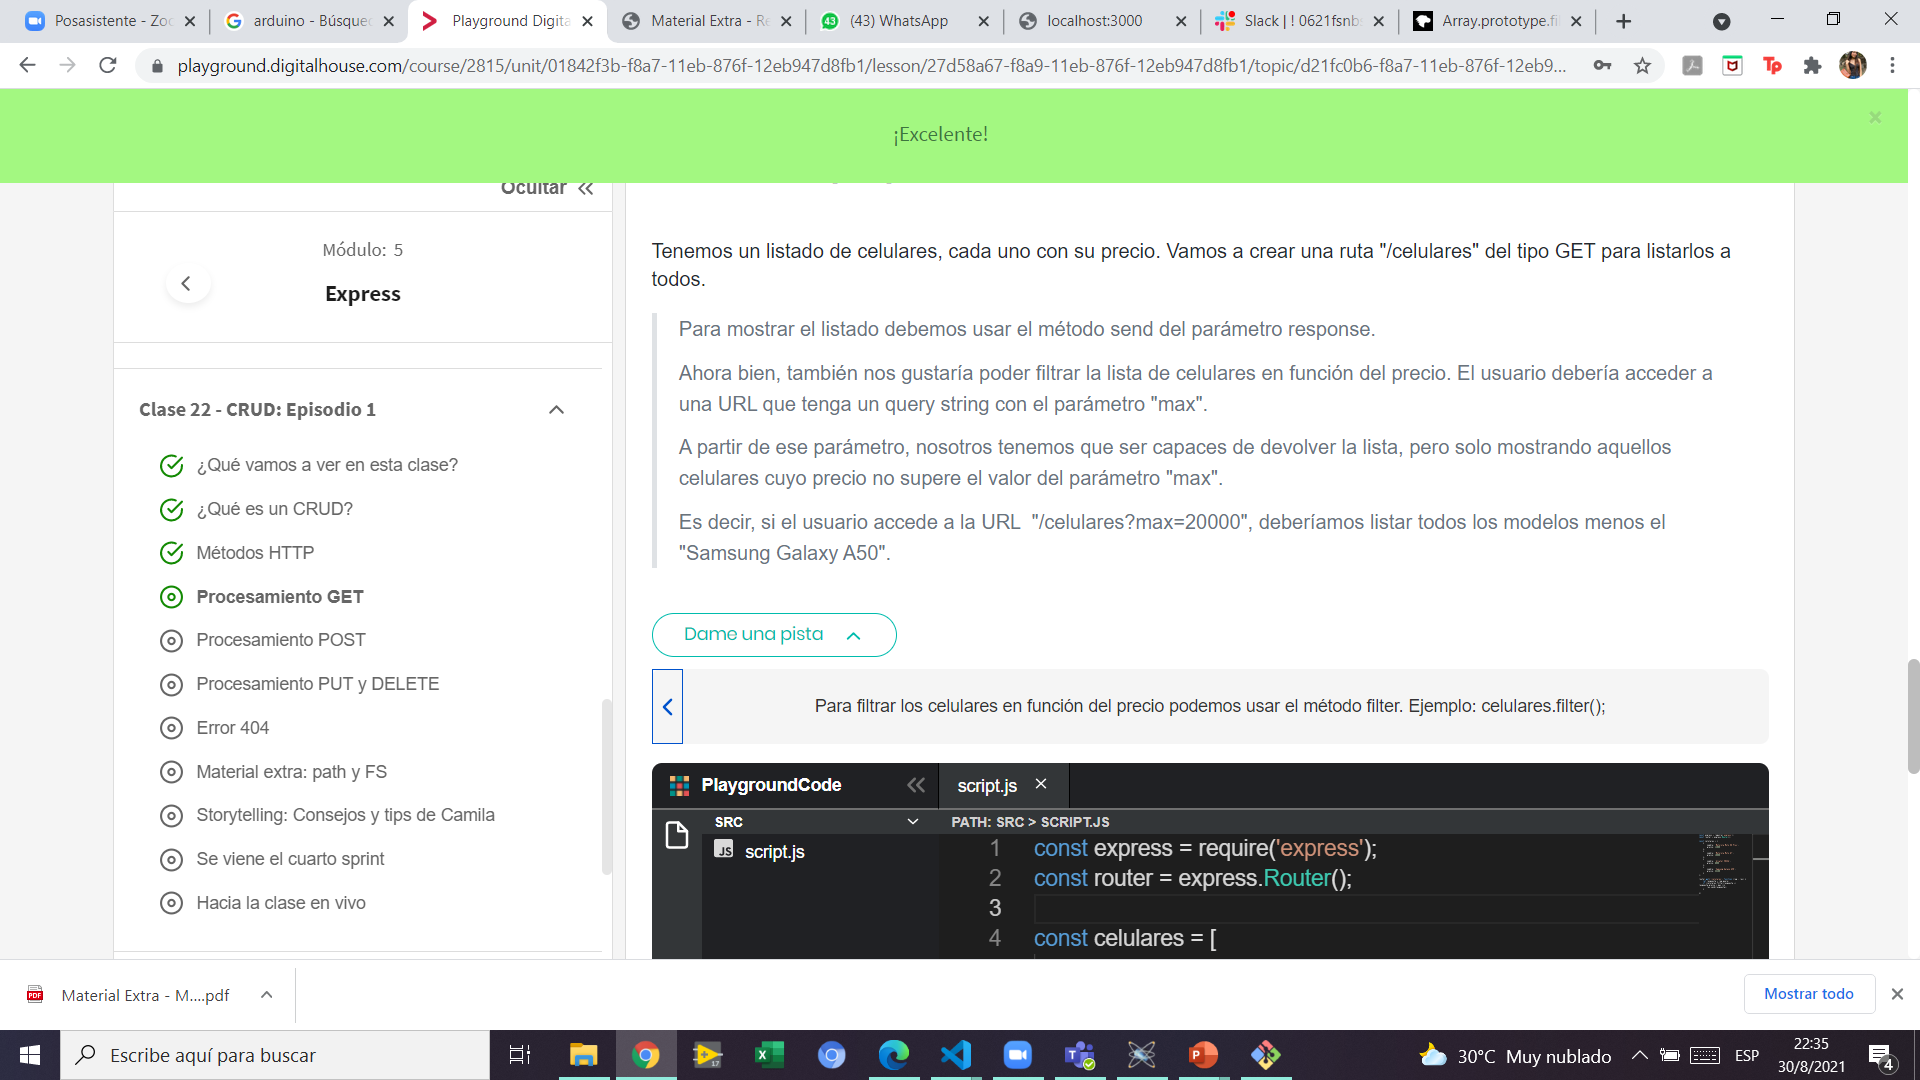 Posasistente - Zoo
arduino - Búsqued
Playground Digita
Material Extra - Re
(43) WhatsApp
localhost:3000
Slack | ! 0621fsnb
Array.prototype.fi
playground.digitalhouse.com/course/2815/unit/01842f3b-f8a7-11eb-876f-12eb947d8fb1/lesson/27d58a67-f8a9-11eb-876f-12eb947d8fb1/topic/d21fc0b6-f8a7-11eb-876f-12eb9...
¡Excelente!
Ocultar
Módulo: 5
Express
Clase 22 - CRUD: Episodio 1
¿Qué vamos a ver en esta clase?
¿Qué es un CRUD?
Métodos HTTP
Procesamiento GET
Procesamiento POST
Procesamiento PUT y DELETE
Error 404
Material extra: path y FS
Storytelling: Consejos y tips de Camila
Se viene el cuarto sprint
Hacia la clase en vivo
Tenemos un listado de celulares, cada uno con su precio. Vamos a crear una ruta "/celulares" del tipo GET para listarlos a
todos.
Para mostrar el listado debemos usar el método send del parámetro response.
Ahora bien, también nos gustaría poder filtrar la lista de celulares en función del precio. El usuario debería acceder a
una URL que tenga un query string con el parámetro "max".
A partir de ese parámetro, nosotros tenemos que ser capaces de devolver la lista, pero solo mostrando aquellos
celulares cuyo precio no supere el valor del parámetro "max".
Es decir, si el usuario accede a la URL "/celulares?max=20000", deberíamos listar todos los modelos menos el
"Samsung Galaxy A50".
Dame una pista
Para filtrar los celulares en función del precio podemos usar el método filter. Ejemplo: celulares.filter();
PlaygroundCode
script.js
SRC
PATH: SRC > SCRIPT.JS
JS script.js
1 const express = require('express');
2 const router = express.Router();
3
4 const celulares = [
Material Extra - M....pdf
Mostrar todo
Escribe aquí para buscar
30°C Muy nublado
ESP
22:35
30/8/2021
4